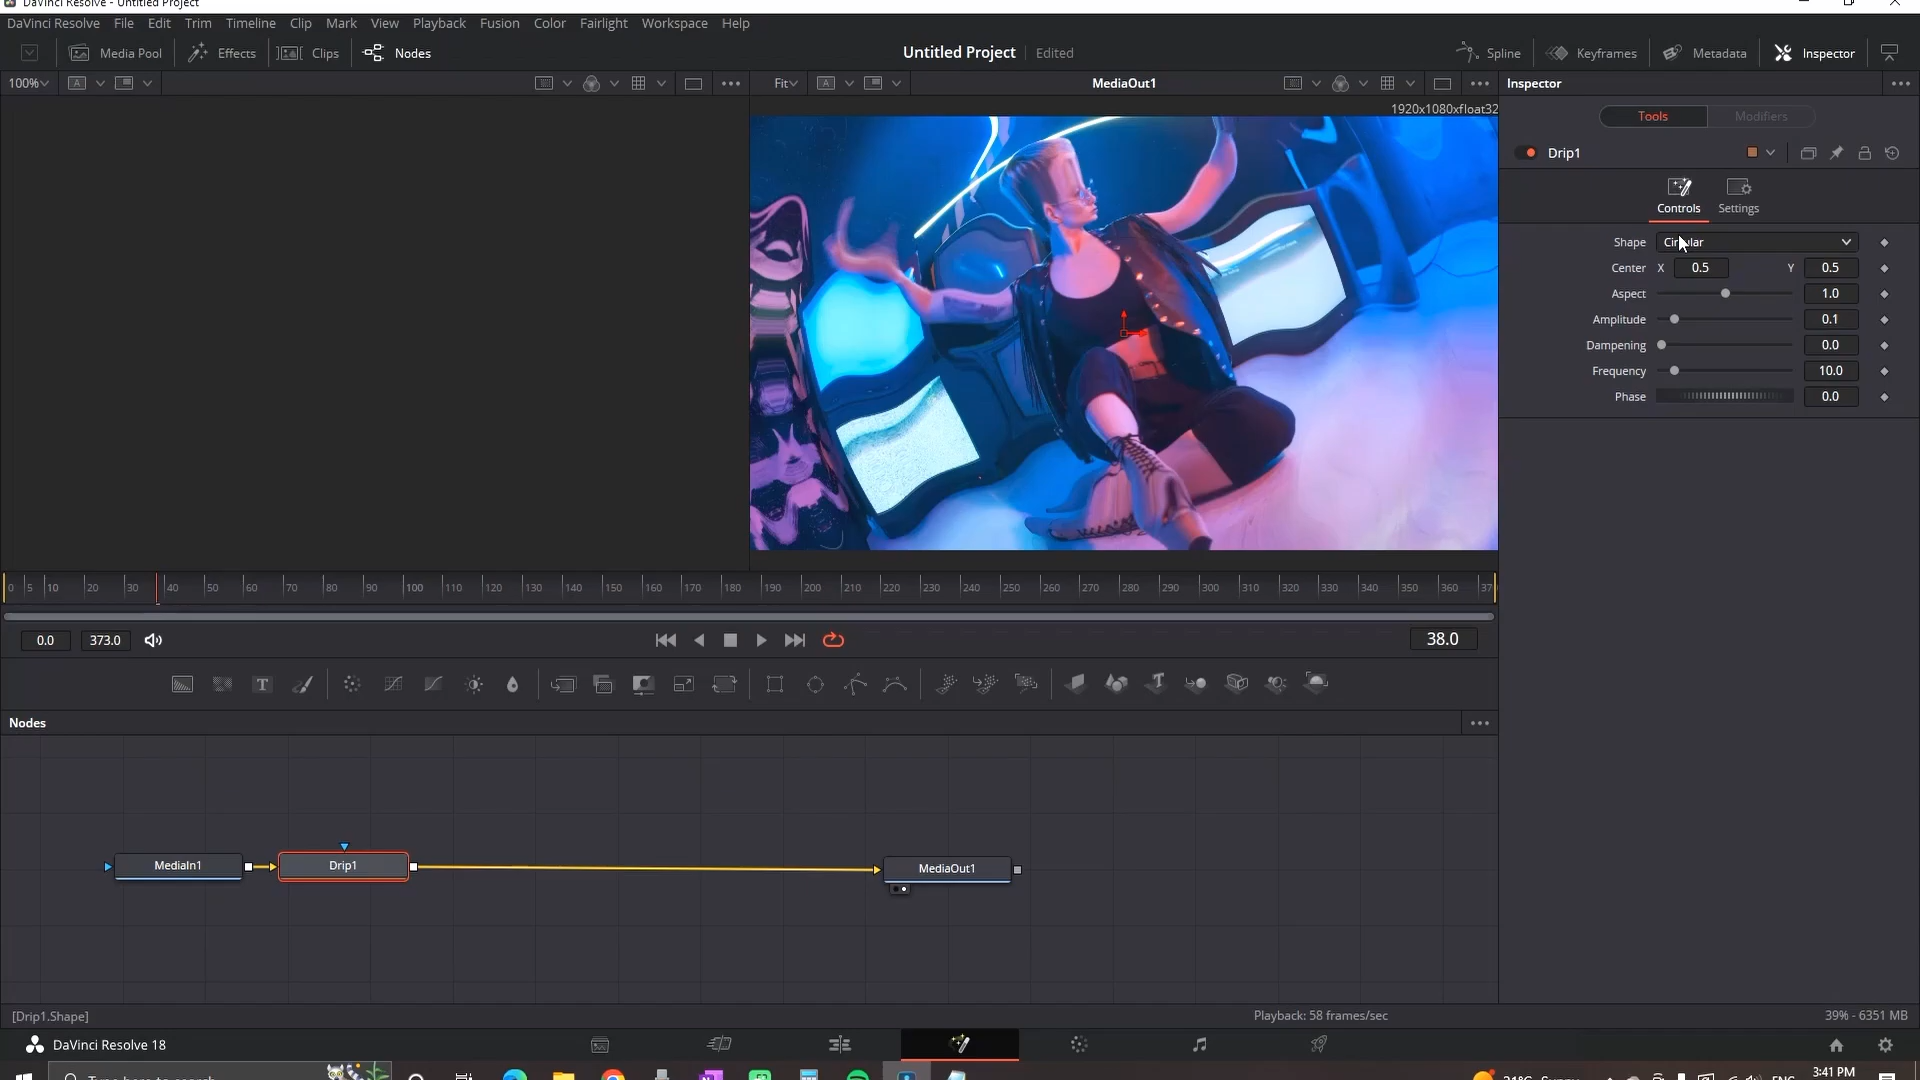 DaVinci Resolve - Untitled Project
DaVinci Resolve File Edit Trim Timeline Clip Mark View Playback Fusion Color Fairlight Workspace Help
Media Pool Effects Clips Nodes Untitled Project Edited Spline Keyframes Metadata Inspector
100% Fit MediaOut1 Inspector
1920x1080xfloat32
Tools Modifiers
Drip1
Controls Settings
Shape
Center X 0.5 Y 0.5
Aspect 1.0
Amplitude 0.1
Dampening 0.0
Frequency 10.0
Phase 0.0
0 5 10 20 30 40 50 60 70 80 90 100 110 120 130 140 150 160 170 180 190 200 210 220 230 240 250 260 270 280 290 300 310 320 330 340 350 360 37
0.0 373.0 38.0
T
Nodes
MediaIn1 Drip1 MediaOut1
[Drip1.Shape] Playback: 58 frames/sec 39% - 6351 MB
DaVinci Resolve 18
3:41 PM